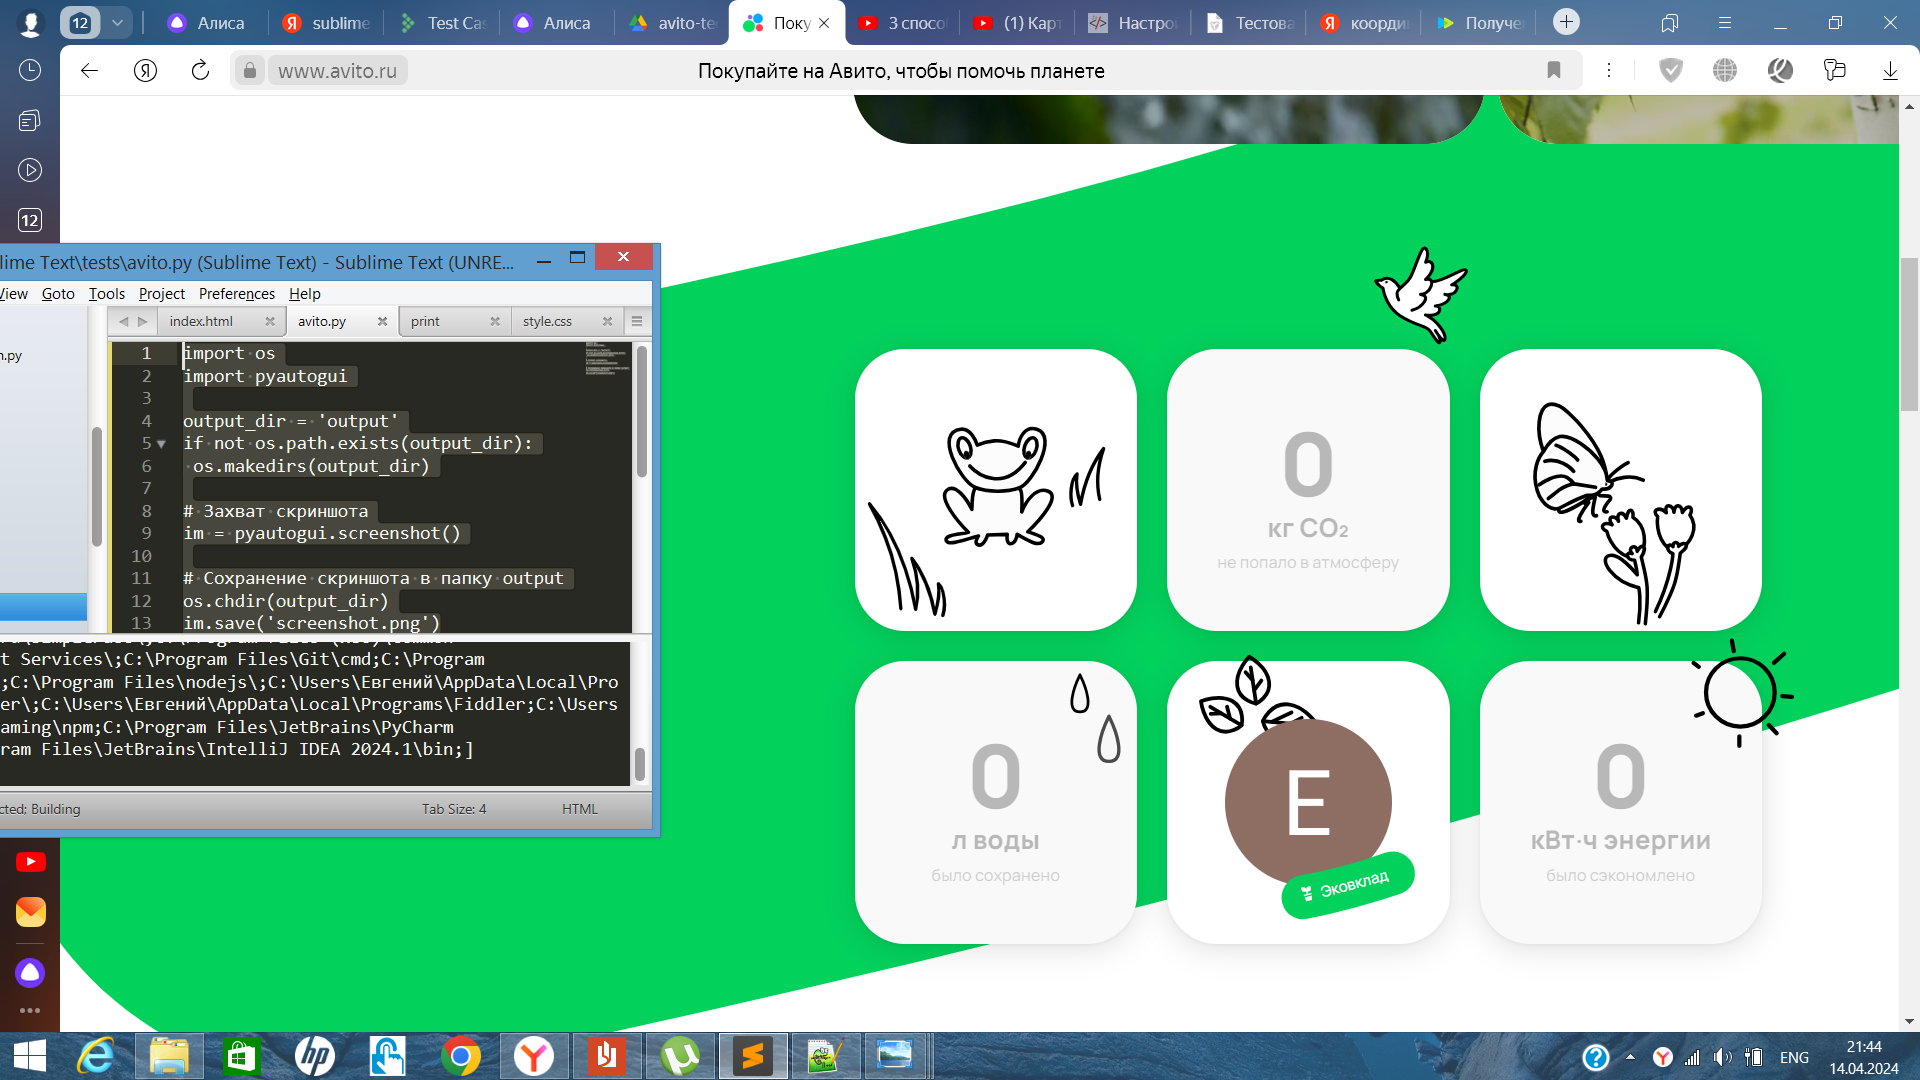 12
Алиса
sublime
Test Cas
Алиса
avito-te
Поку
3 спосо
(1) Карт
Настро
Тестова
коорди
Получе
www.avito.ru
Покупайте на Авито, чтобы помочь планете
12
lime Text\tests\avito.py (Sublime Text) - Sublime Text (UNRE...
View Goto Tools Project Preferences Help
index.html
avito.py
print
style.css
n.py
1 import os
2 import pyautogui
3
4 output_dir = 'output'
5 if not os.path.exists(output_dir):
6 os.makedirs(output_dir)
7
8 # Захват скриншота
9 im = pyautogui.screenshot()
10
11 # Сохранение скриншота в папку output
12 os.chdir(output_dir)
13 im.save('screenshot.png')
t Services\;C:\Program Files\Git\cmd;C:\Program
;C:\Program Files\nodejs\;C:\Users\Евгений\AppData\Local\Pro
er\;C:\Users\Евгений\AppData\Local\Programs\Fiddler;C:\Users
aming\npm;C:\Program Files\JetBrains\PyCharm
ram Files\JetBrains\IntelliJ IDEA 2024.1\bin;]
cted; Building
Tab Size: 4
HTML
0
кг CO₂
не попало в атмосферу
0
л воды
было сохранено
E
Эковклад
0
кВт·ч энергии
было сэкономлено
ENG
21:44
14.04.2024